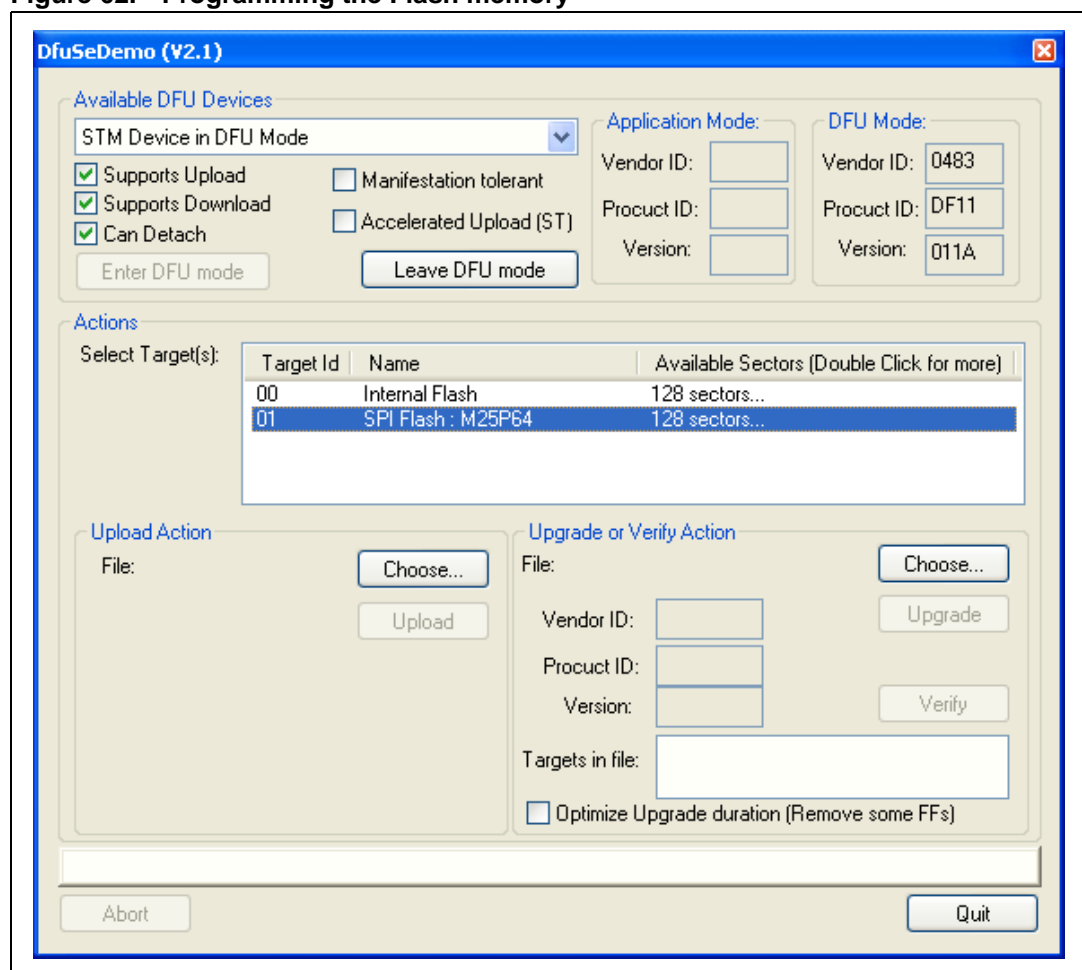 Figure 62. Programming the Flash memory
DfuSeDemo (V2.1)
Available DFU Devices
STM Device in DFU Mode
Supports Upload
Supports Download
Can Detach
Manifestation tolerant
Accelerated Upload (ST)
Enter DFU mode
Leave DFU mode
Application Mode:
Vendor ID:
Procuct ID:
Version:
DFU Mode:
Vendor ID: 0483
Procuct ID: DF11
Version: 011A
Actions
Select Target(s):
Target Id Name Available Sectors (Double Click for more)
00 Internal Flash 128 sectors...
01 SPI Flash : M25P64 128 sectors...
Upload Action
File:
Choose...
Upload
Upgrade or Verify Action
File:
Choose...
Vendor ID:
Upgrade
Procuct ID:
Version:
Verify
Targets in file:
Optimize Upgrade duration (Remove some FFs)
Abort
Quit